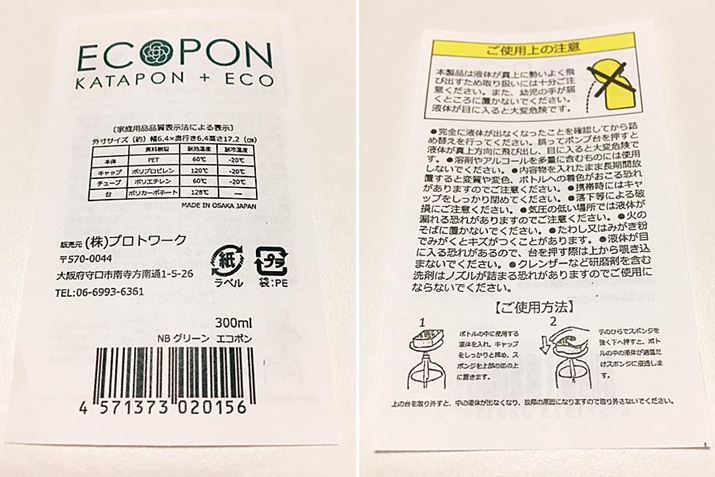 ECOPON
KATAPON + ECO
〔家庭用品品質表示法による表示〕
外寸サイズ（約）幅6.4×奥行き6.4高さ17.2（㎝）
原料樹脂 耐熱温度 耐冷温度
本体 PET 60℃ -20℃
キャップ ポリプロピレン 120℃ -20℃
チューブ ポリエチレン 60℃ -20℃
台 ポリカーボネート 128℃ —
MADE IN OSAKA JAPAN
販売元 (株)プロトワーク
〒570-0044
大阪府守口市南寺方南通1-5-26
TEL:06-6993-6361
紙
ラベル
プラ
袋:PE
300ml
NB グリーン エコポン
4 571373 020156
ご使用上の注意
本製品は液体が真上に勢いよく飛
び出すため取り扱いには十分ご注
意ください。また、幼児の手が届
くところに置かないでください。
液体が目に入ると大変危険です。
●完全に液体が出なくなったことを確認してから詰
め替えを行ってください。誤ってポンプ台を押すと
液体が真上方向に飛び出し、目に入ると大変危険で
す。●溶剤やアルコールを多量に含むものには使用
しないでください。●内容物を入れたまま長期間放
置すると変質や変色、ボトルへの着色がおこる恐れ
がありますのでご注意ください。●携帯時にはキャ
ップをしっかり閉めてください。●落下等による破
損にご注意ください。●気圧の低い場所では液体が
漏れる恐れがありますのでご注意ください。●火の
そばに置かないでください。●たわし又はみがき粉
でみがくとキズがつくことがあります。●液体が目
に入る恐れがあるので、台を押す際は上から覗き込
まないでください。●クレンザーなど研磨剤を含む
洗剤はノズルが詰まる恐れがありますのでご使用に
ならないでください。
【ご使用方法】
1
ボトルの中に使用する
液体を入れ、キャップ
をしっかりと締め、ス
ポンジを上部の皿の上
に置きます。
2
手のひらでスポンジを
強く下へ押すと、ボト
ルの中の液体が適量だ
けスポンジに浸透しま
す。
上の台を取り外すと、中の液体が出なくなり、故障の原因になりますので取り外さないでください。